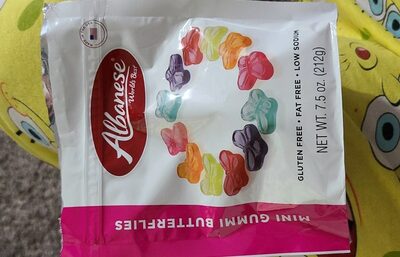 Albanese
World's Best
GLUTEN FREE • FAT FREE • LOW SODIUM
NET WT. 7.5 OZ. (212g)
MINI GUMMI BUTTERFLIES